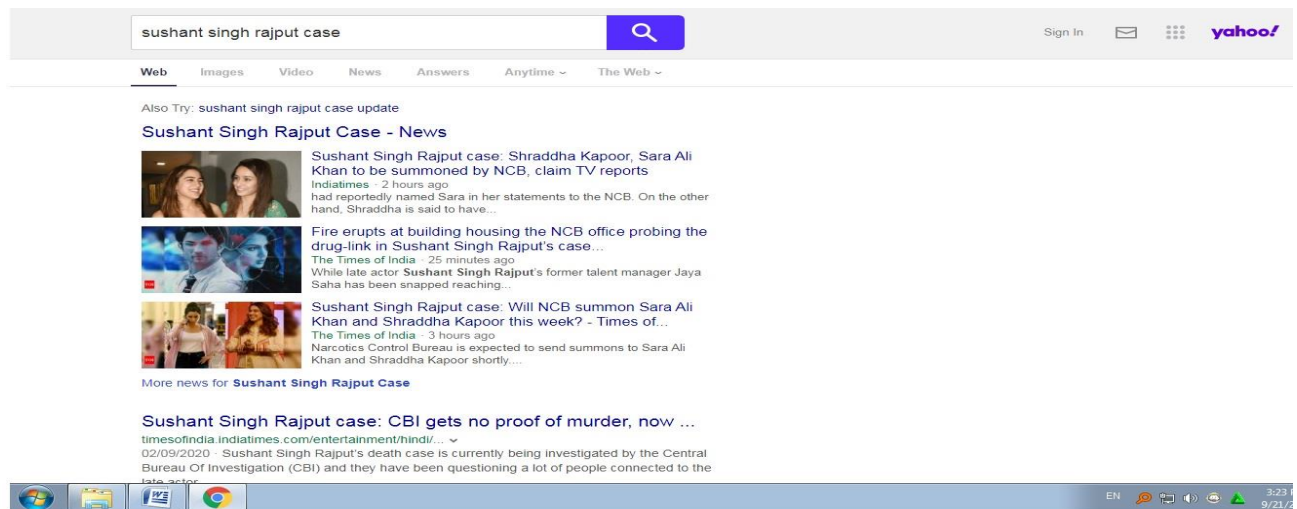 sushant singh rajput case
Sign In
yahoo!
Web Images Video News Answers Anytime The Web
Also Try: sushant singh rajput case update
Sushant Singh Rajput Case - News
Sushant Singh Rajput case: Shraddha Kapoor, Sara Ali
Khan to be summoned by NCB, claim TV reports
Indiatimes · 2 hours ago
had reportedly named Sara in her statements to the NCB. On the other
hand, Shraddha is said to have...
Fire erupts at building housing the NCB office probing the
drug-link in Sushant Singh Rajput's case...
The Times of India · 25 minutes ago
While late actor Sushant Singh Rajput's former talent manager Jaya
Saha has been snapped reaching...
Sushant Singh Rajput case: Will NCB summon Sara Ali
Khan and Shraddha Kapoor this week? - Times of...
The Times of India · 3 hours ago
Narcotics Control Bureau is expected to send summons to Sara Ali
Khan and Shraddha Kapoor shortly....
More news for Sushant Singh Rajput Case
Sushant Singh Rajput case: CBI gets no proof of murder, now ...
timesofindia.indiatimes.com/entertainment/hindi/...
02/09/2020 · Sushant Singh Rajput's death case is currently being investigated by the Central
Bureau Of Investigation (CBI) and they have been questioning a lot of people connected to the
late actor
EN
3:23
9/21/2